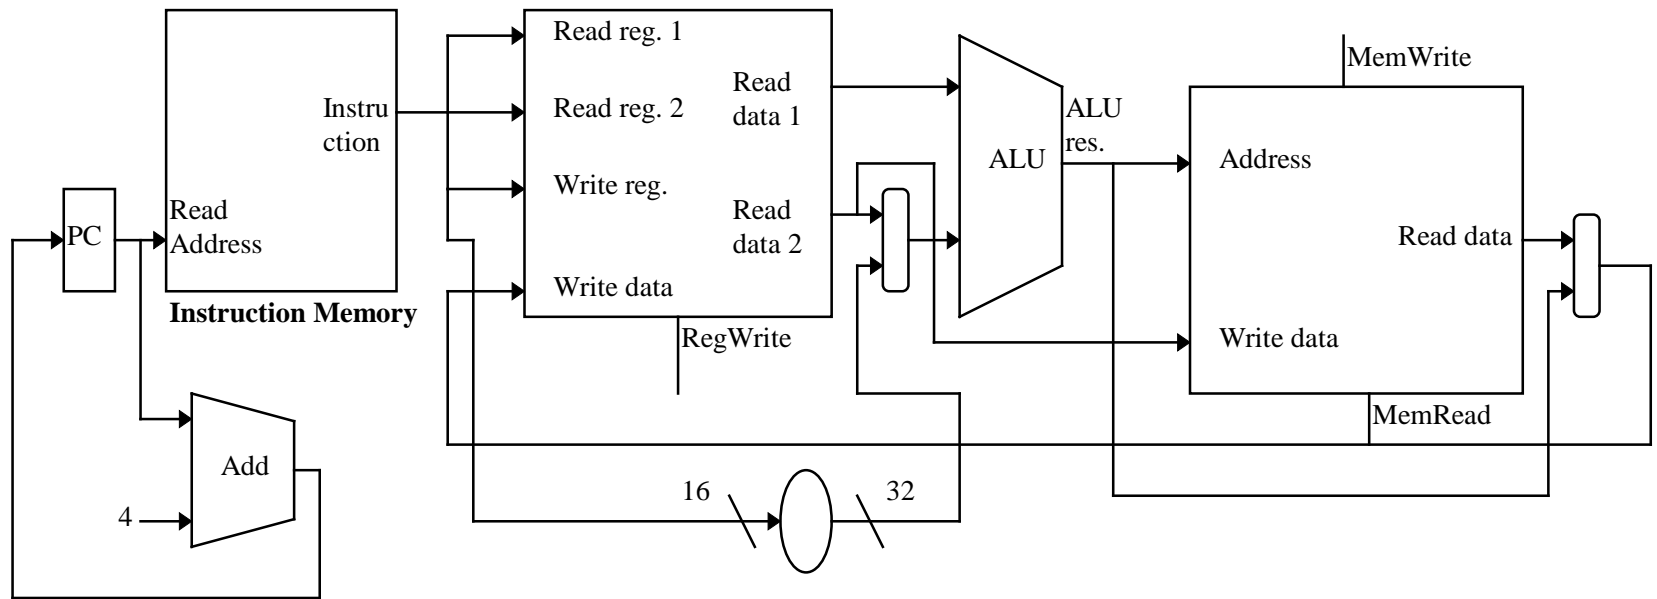 Read reg. 1
MemWrite
Read
data 1
Instru
ction
Read reg. 2
ALU
res.
ALU
Address
Write reg.
Read
Address
PC
Read
data 2
Read data
Write data
Instruction Memory
RegWrite
Write data
MemRead
Add
16
32
4